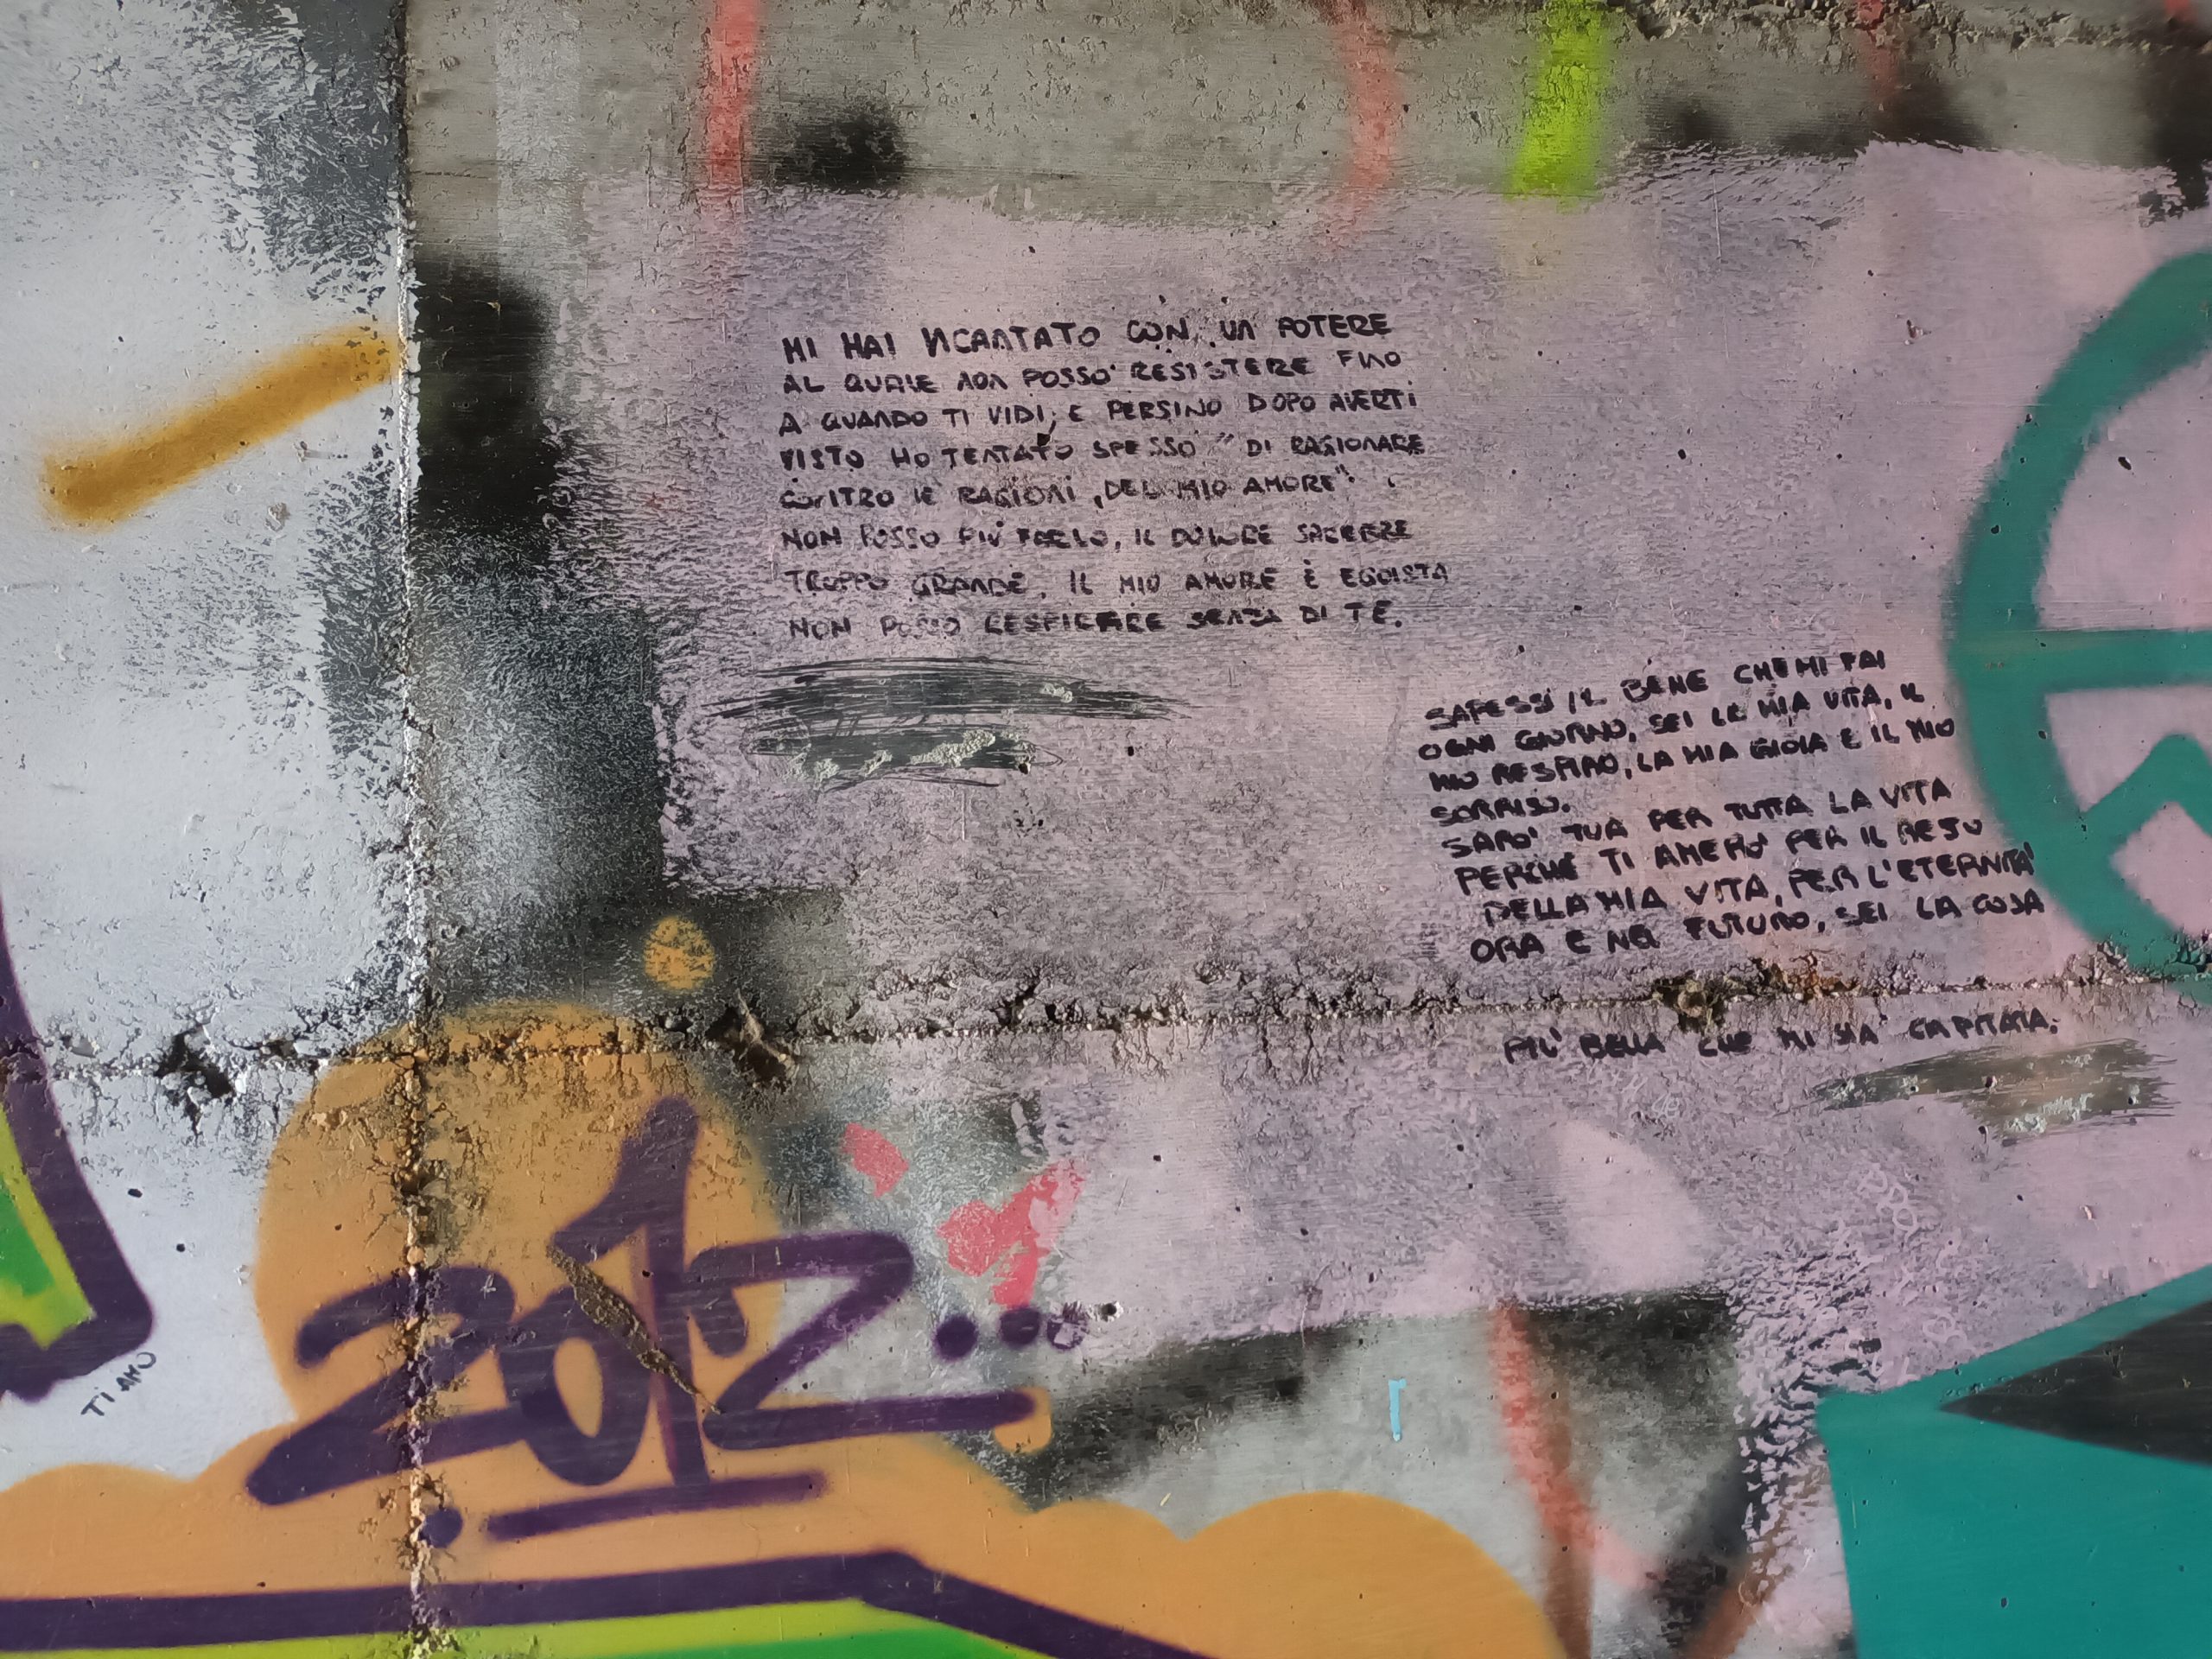 MI HAI INCANTATO CON UN POTERE
AL QUALE NON POSSO RESISTERE FINO
A QUANDO TI VIDI; E PERSINO DOPO AVERTI
VISTO HO TENTATO SPESSO "DI RAGIONARE
CONTRO LE RAGIONI DEL MIO AMORE".
NON POSSO PIÙ FARLO, IL DOLORE SAREBBE
TROPPO GRANDE. IL MIO AMORE È EGOISTA
NON POSSO RESPIRARE SENZA DI TE.
SAPESSI IL BENE CHE MI FAI
OGNI GIORNO, SEI LA MIA VITA, IL
MIO RESPIRO, LA MIA GIOIA E IL MIO
SORRISO.
SARO' TUA PER TUTTA LA VITA
PERCHÉ TI AMERO' PER IL RESTO
DELLA MIA VITA, PER L'ETERNITA'
ORA E NEL FUTURO, SEI LA COSA
PIU' BELLA CHE MI SIA CAPITATA;
2012...
TI AMO